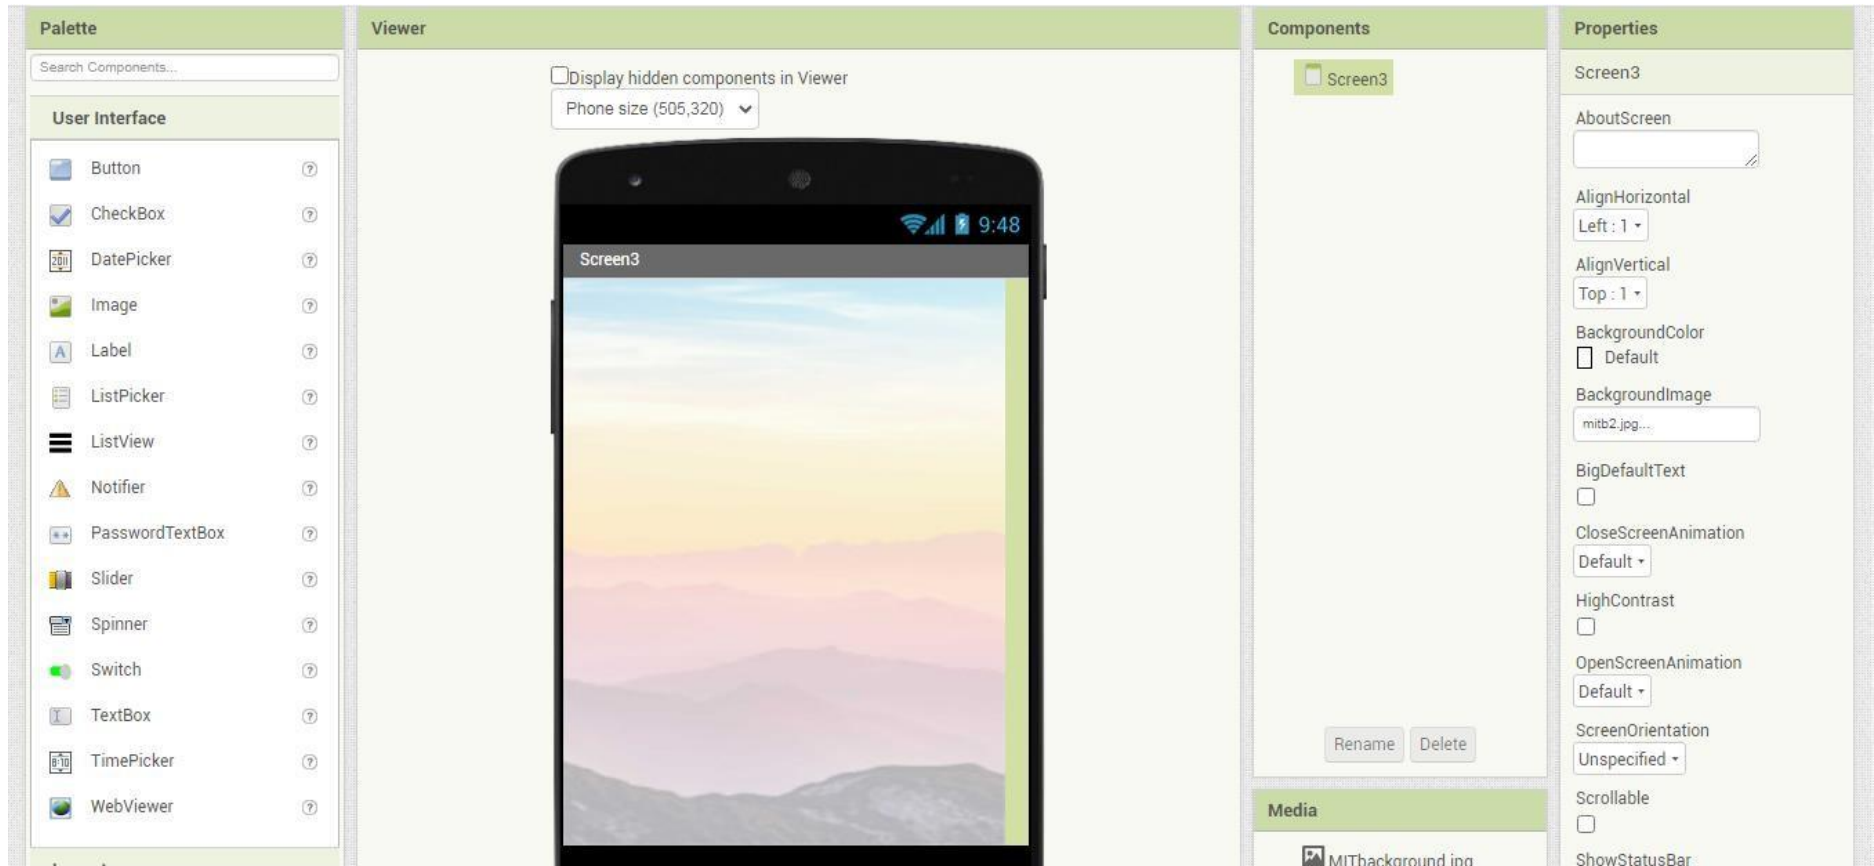 Palette
Search Components...
User Interface
Button
CheckBox
DatePicker
Image
Label
ListPicker
ListView
Notifier
PasswordTextBox
Slider
Spinner
Switch
TextBox
TimePicker
WebViewer
Viewer
Display hidden components in Viewer
Phone size (505,320)
9:48
Screen3
Components
Screen3
Rename Delete
Media
MITbackground.jpg
Properties
Screen3
AboutScreen
AlignHorizontal
Left : 1
AlignVertical
Top : 1
BackgroundColor
Default
BackgroundImage
mitb2.jpg...
BigDefaultText
CloseScreenAnimation
Default
HighContrast
OpenScreenAnimation
Default
ScreenOrientation
Unspecified
Scrollable
ShowStatusBar